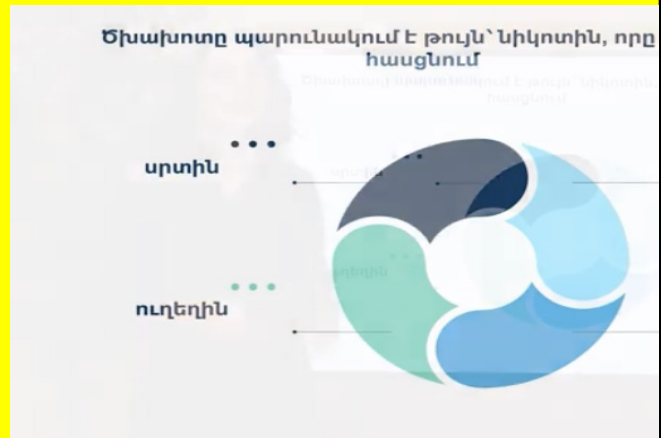 Ծխախոտը պարունակում է թույն՝ նիկոտին, որը
հասցնում
սրտին
ուղեղին